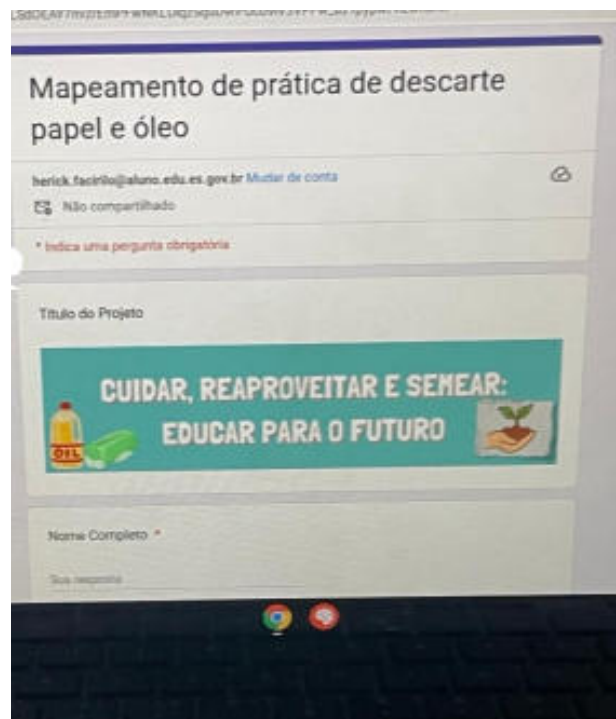 Mapeamento de prática de descarte
papel e óleo
herick.facirilo@aluno.edu.es.gov.br Mudar de conta
Não compartilhado
* Indica uma pergunta obrigatória
Título do Projeto
CUIDAR, REAPROVEITAR E SEMEAR:
EDUCAR PARA O FUTURO
OIL
Nome Completo *
Sua resposta